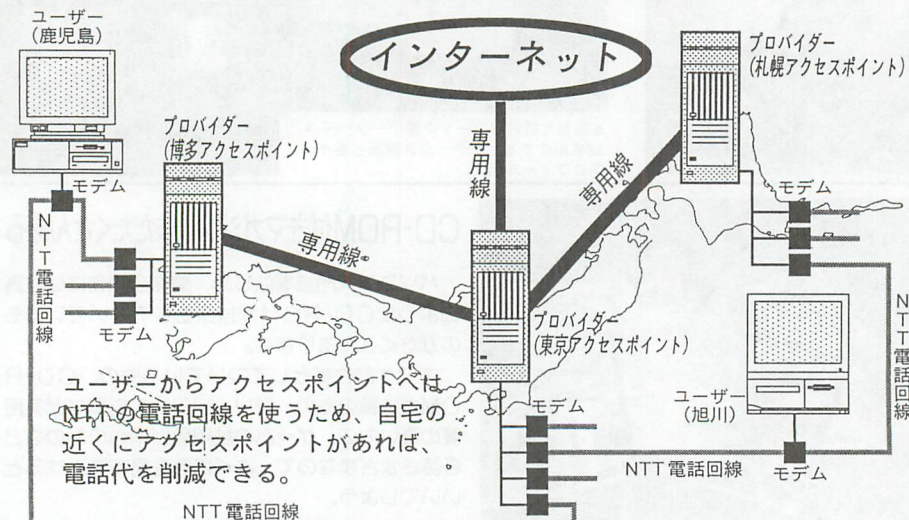 ユーザー
(鹿児島)
インターネット
プロバイダー
(札幌アクセスポイント)
プロバイダー
(博多アクセスポイント)
専用線
専用線
専用線
モデム
モデム
NTT電話回線
モデム
モデム
プロバイダー
(東京アクセスポイント)
NTT電話回線
ユーザー
(旭川)
ユーザーからアクセスポイントへは
NTTの電話回線を使うため、自宅の
近くにアクセスポイントがあれば、
電話代を削減できる。
モデム
NTT電話回線
モデム
NTT電話回線